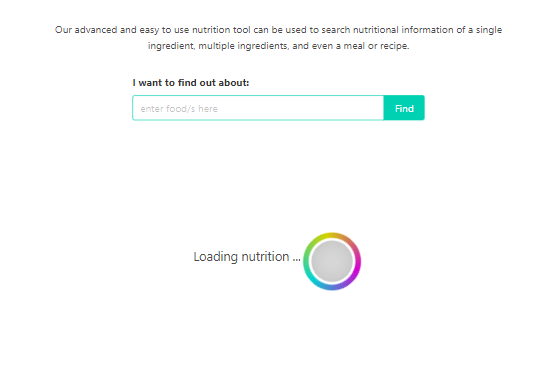 Our advanced and easy to use nutrition tool can be used to search nutritional information of a single
ingredient, multiple ingredients, and even a meal or recipe.
I want to find out about:
enter food/s here
Find
Loading nutrition ...